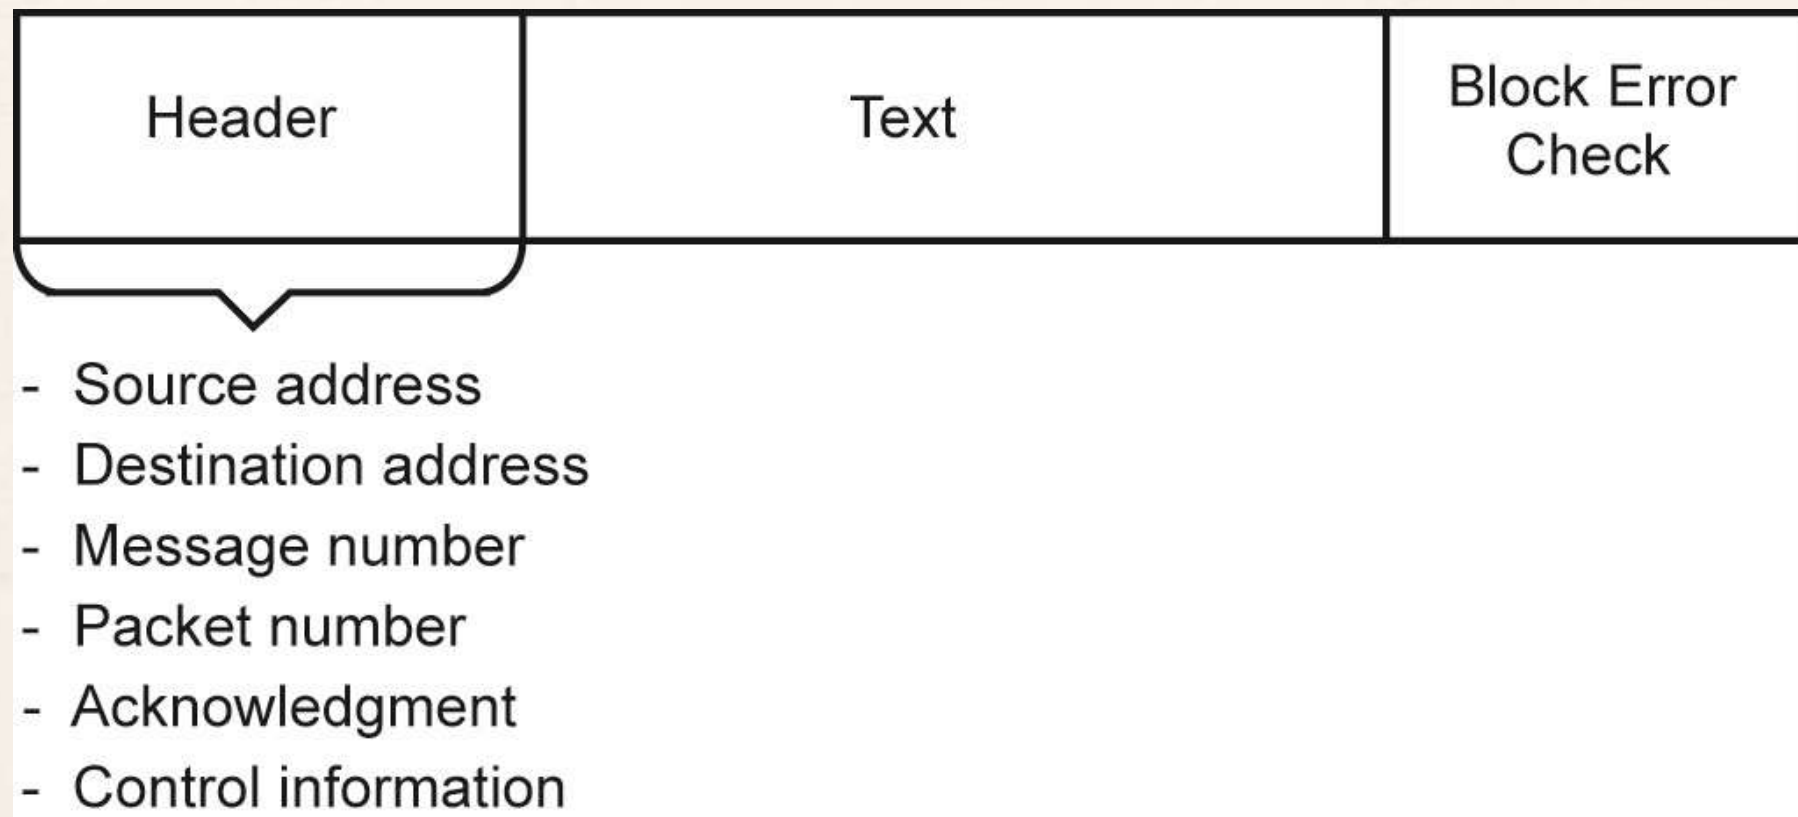 Header
Text
Block Error
Check
- Source address
- Destination address
- Message number
- Packet number
- Acknowledgment
- Control information